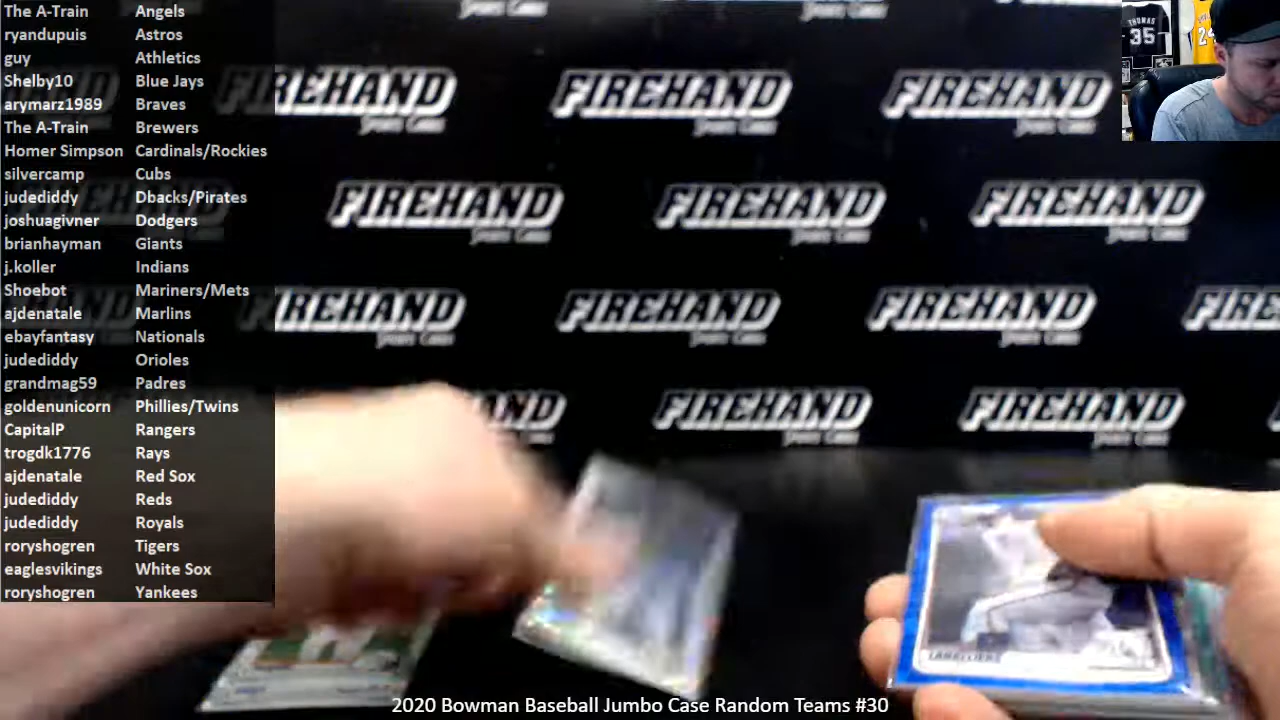 The A-Train Angels
ryandupuis Astros
guy Athletics
Shelby10 Blue Jays
arymarz1989 Braves
The A-Train Brewers
Homer Simpson Cardinals/Rockies
silvercamp Cubs
judediddy Dbacks/Pirates
joshuagivner Dodgers
brianhayman Giants
j.koller Indians
Shoebot Mariners/Mets
ajdenatale Marlins
ebayfantasy Nationals
judediddy Orioles
grandmag59 Padres
goldenunicorn Phillies/Twins
CapitalP Rangers
trogdk1776 Rays
ajdenatale Red Sox
judediddy Reds
judediddy Royals
roryshogren Tigers
eaglesvikings White Sox
roryshogren Yankees
THOMAS
35
FIREHAND FIREHAND FIREHAND
FIREHAND FIREHAND FIREHAND
FIREHAND FIREHAND FIREHAND
FIREHAND FIREHAND
2020 Bowman Baseball Jumbo Case Random Teams #30